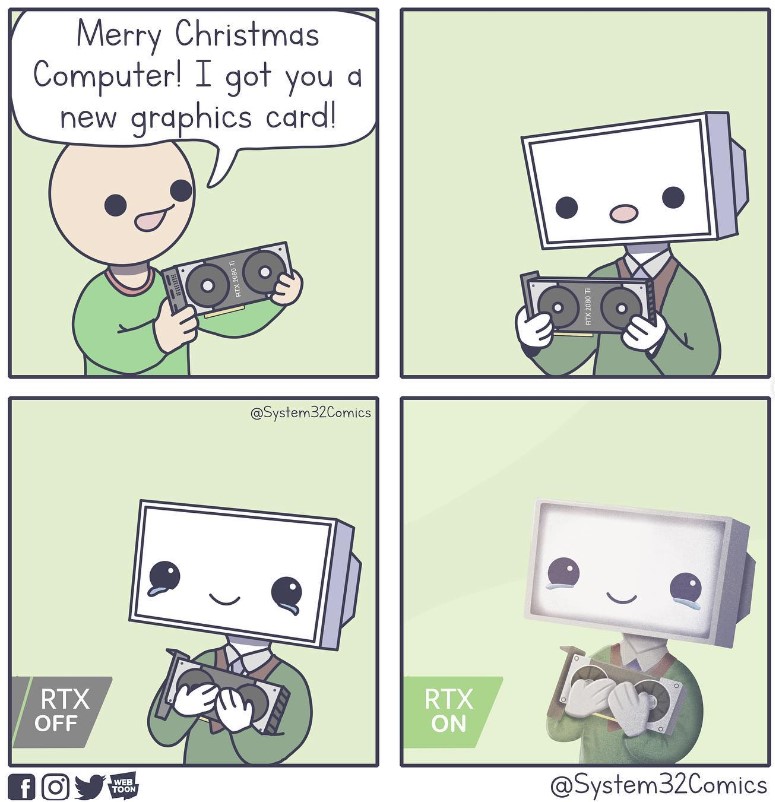 Merry Christmas
Computer! I got you a
new graphics card!
RTX 2080 Ti
RTX 2080 Ti
@System32Comics
RTX
OFF
RTX
ON
WEB
TOON
@System32Comics